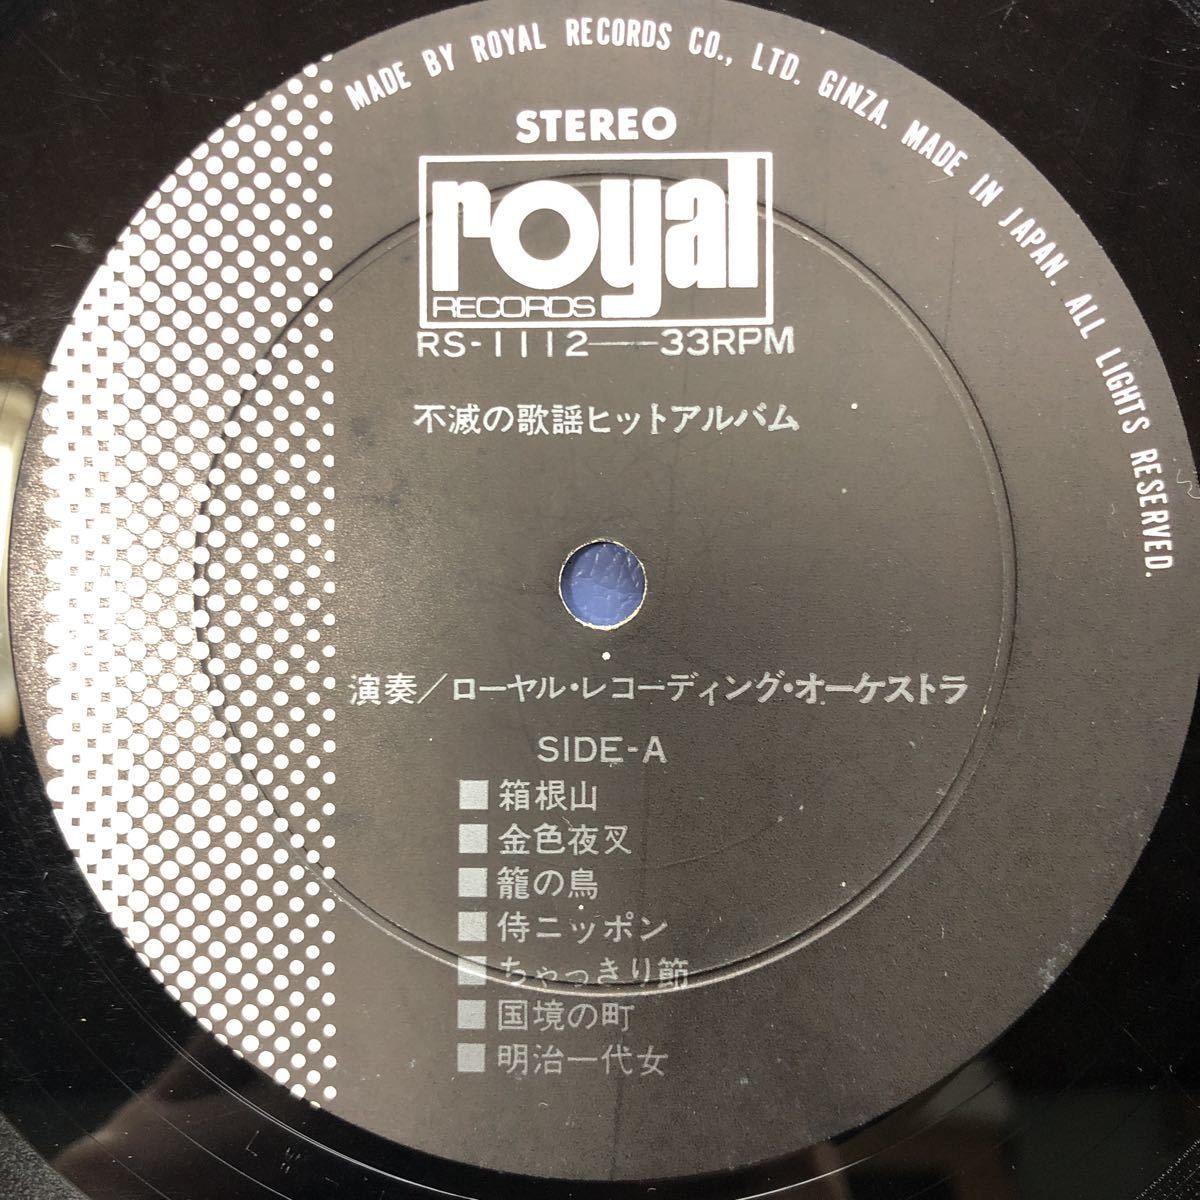 MADE BY ROYAL RECORDS CO., LTD. GINZA. MADE IN JAPAN. ALL LIGHTS RESERVED.
STEREO
royal
RECORDS
RS-1112—33RPM
不滅の歌謡ヒットアルバム
演奏/ローヤル・レコーディング・オーケストラ
SIDE-A
■箱根山
■金色夜叉
■籠の鳥
■侍ニッポン
■ちゃっきり節
■国境の町
■明治一代女